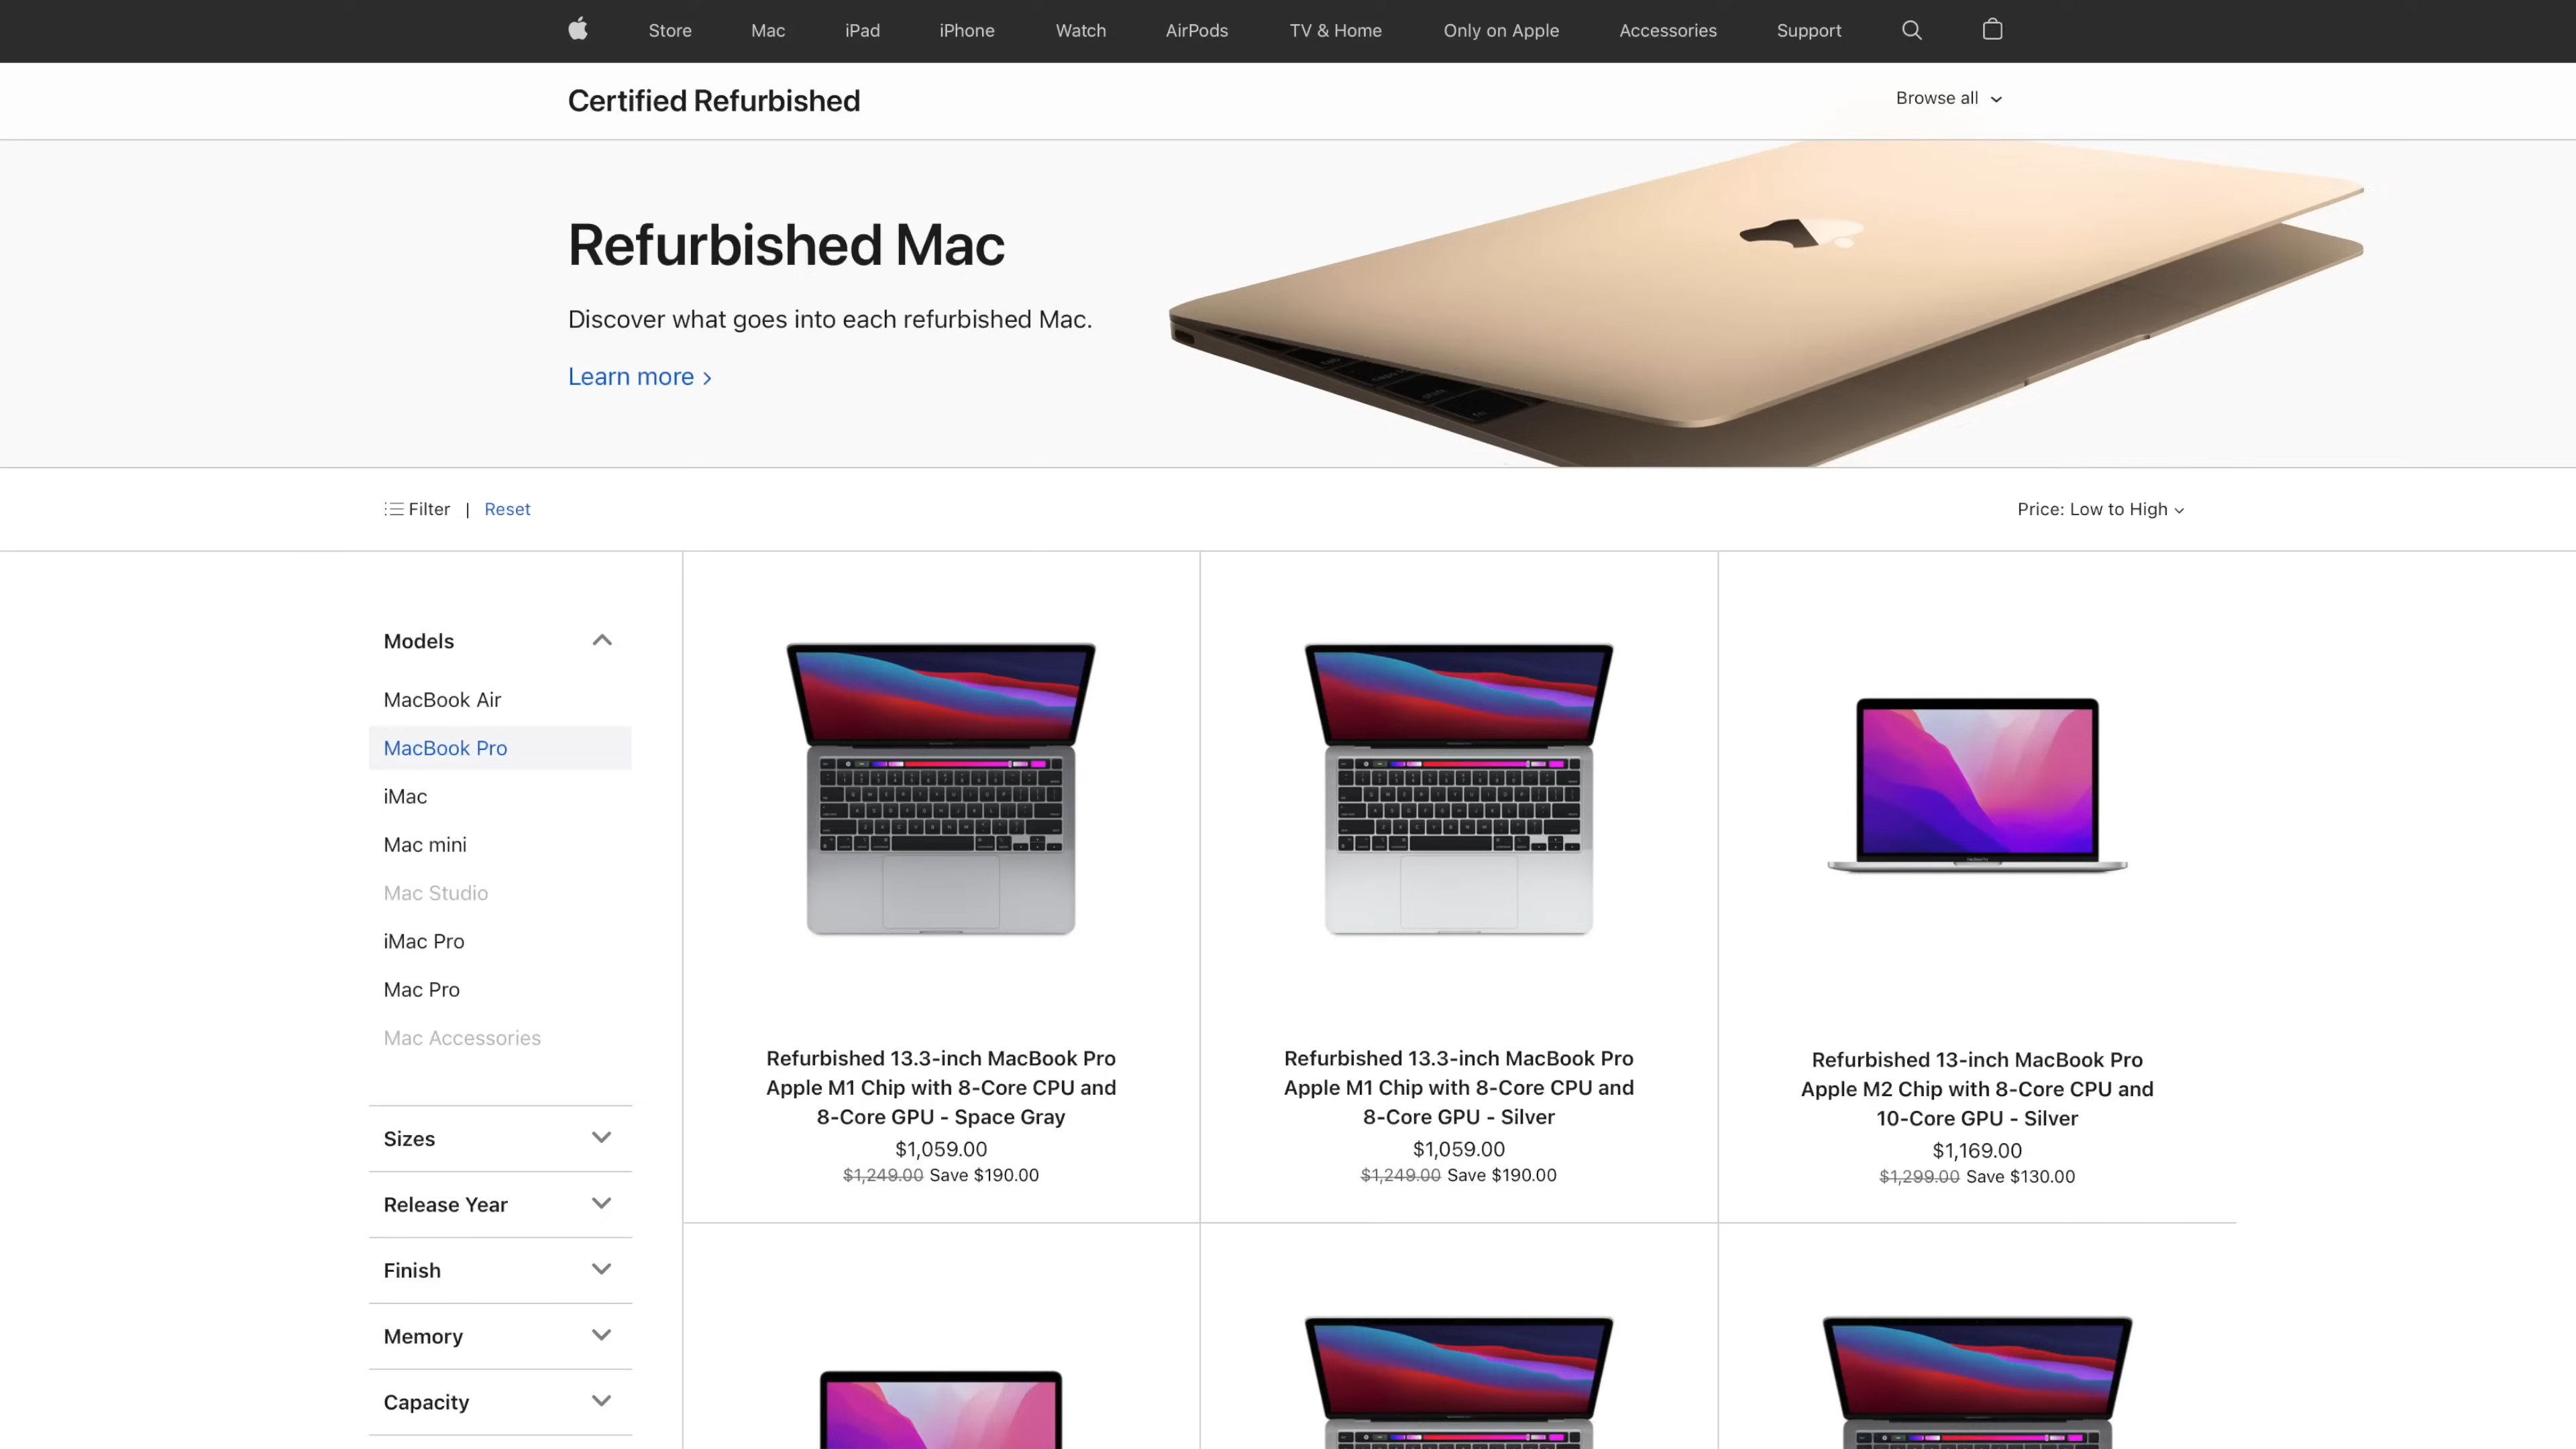 Store Mac iPad iPhone Watch AirPods TV & Home Only on Apple Accessories Support
Certified Refurbished
Browse all
Refurbished Mac
Discover what goes into each refurbished Mac.
Learn more
Filter | Reset
Price: Low to High
Models
MacBook Air
MacBook Pro
iMac
Mac mini
Mac Studio
iMac Pro
Mac Pro
Mac Accessories
Sizes
Release Year
Finish
Memory
Capacity
Refurbished 13.3-inch MacBook Pro
Apple M1 Chip with 8-Core CPU and
8-Core GPU - Space Gray
$1,059.00
$1,249.00 Save $190.00
Refurbished 13.3-inch MacBook Pro
Apple M1 Chip with 8-Core CPU and
8-Core GPU - Silver
$1,059.00
$1,249.00 Save $190.00
Refurbished 13-inch MacBook Pro
Apple M2 Chip with 8-Core CPU and
10-Core GPU - Silver
$1,169.00
$1,299.00 Save $130.00